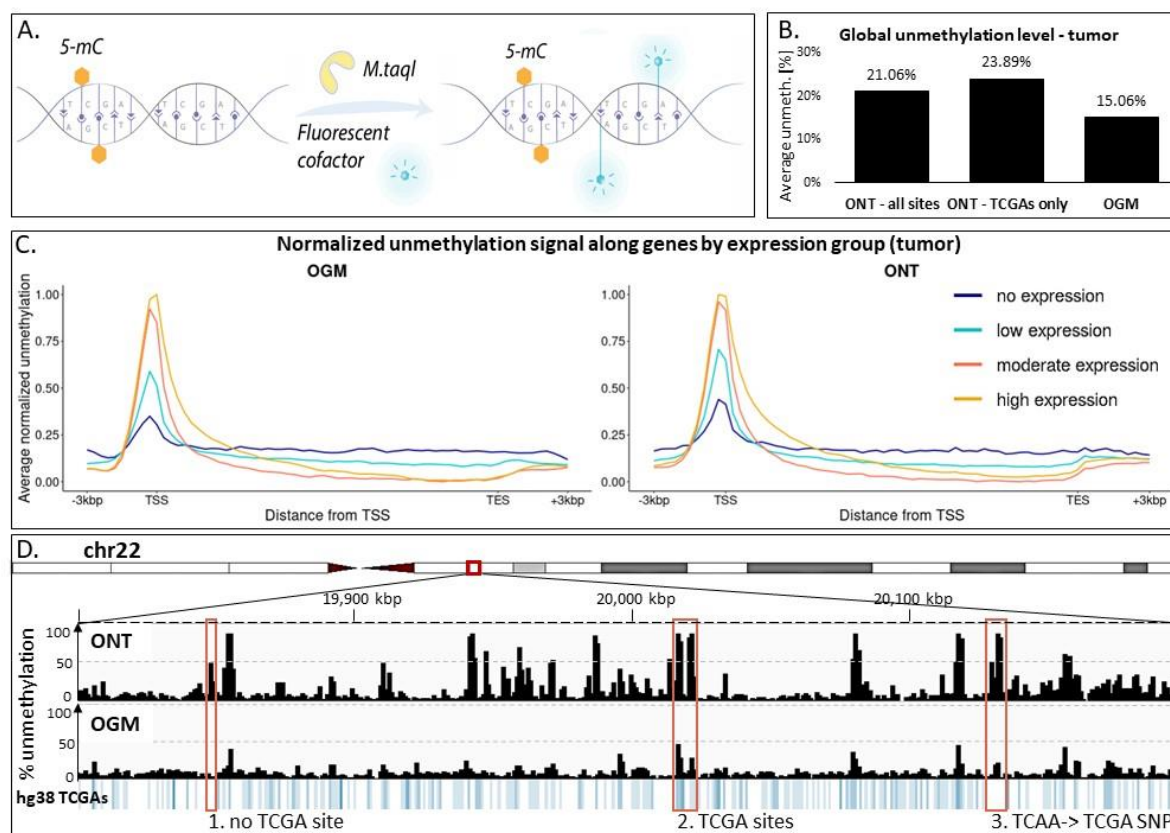 A.
5-mC
M.taqI
Fluorescent
cofactor
5-mC
T C G A T C G A
A G C T A G C T
T C G A T C G A
A G C T A G C T
B.
Global unmethylation level - tumor
Average unmeth. [%]
30%
20%
10%
0%
21.06%
23.89%
15.06%
ONT - all sites ONT - TCGAs only OGM
C.
Normalized unmethylation signal along genes by expression group (tumor)
OGM
Average normalized unmethylation
1.00
0.75
0.50
0.25
0.00
-3kbp TSS TES +3kbp
Distance from TSS
ONT
1.00
0.75
0.50
0.25
0.00
-3kbp TSS TES +3kbp
Distance from TSS
no expression
low expression
moderate expression
high expression
D.
chr22
19,900 kbp 20,000 kbp 20,100 kbp
% unmethylation
100
50
0
ONT
100
50
0
OGM
hg38 TCGAs
1. no TCGA site 2. TCGA sites 3. TCAA-> TCGA SNP